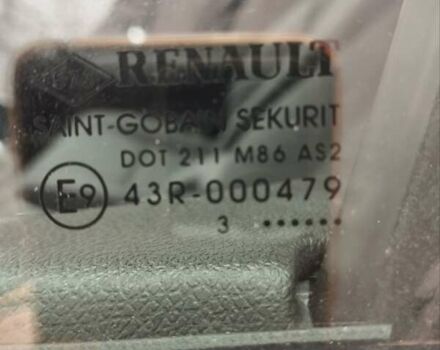 RENAULT
SAINT-GOBAIN SEKURIT
DOT 211 M86 AS2
E9 43R-000479
3 ••••••